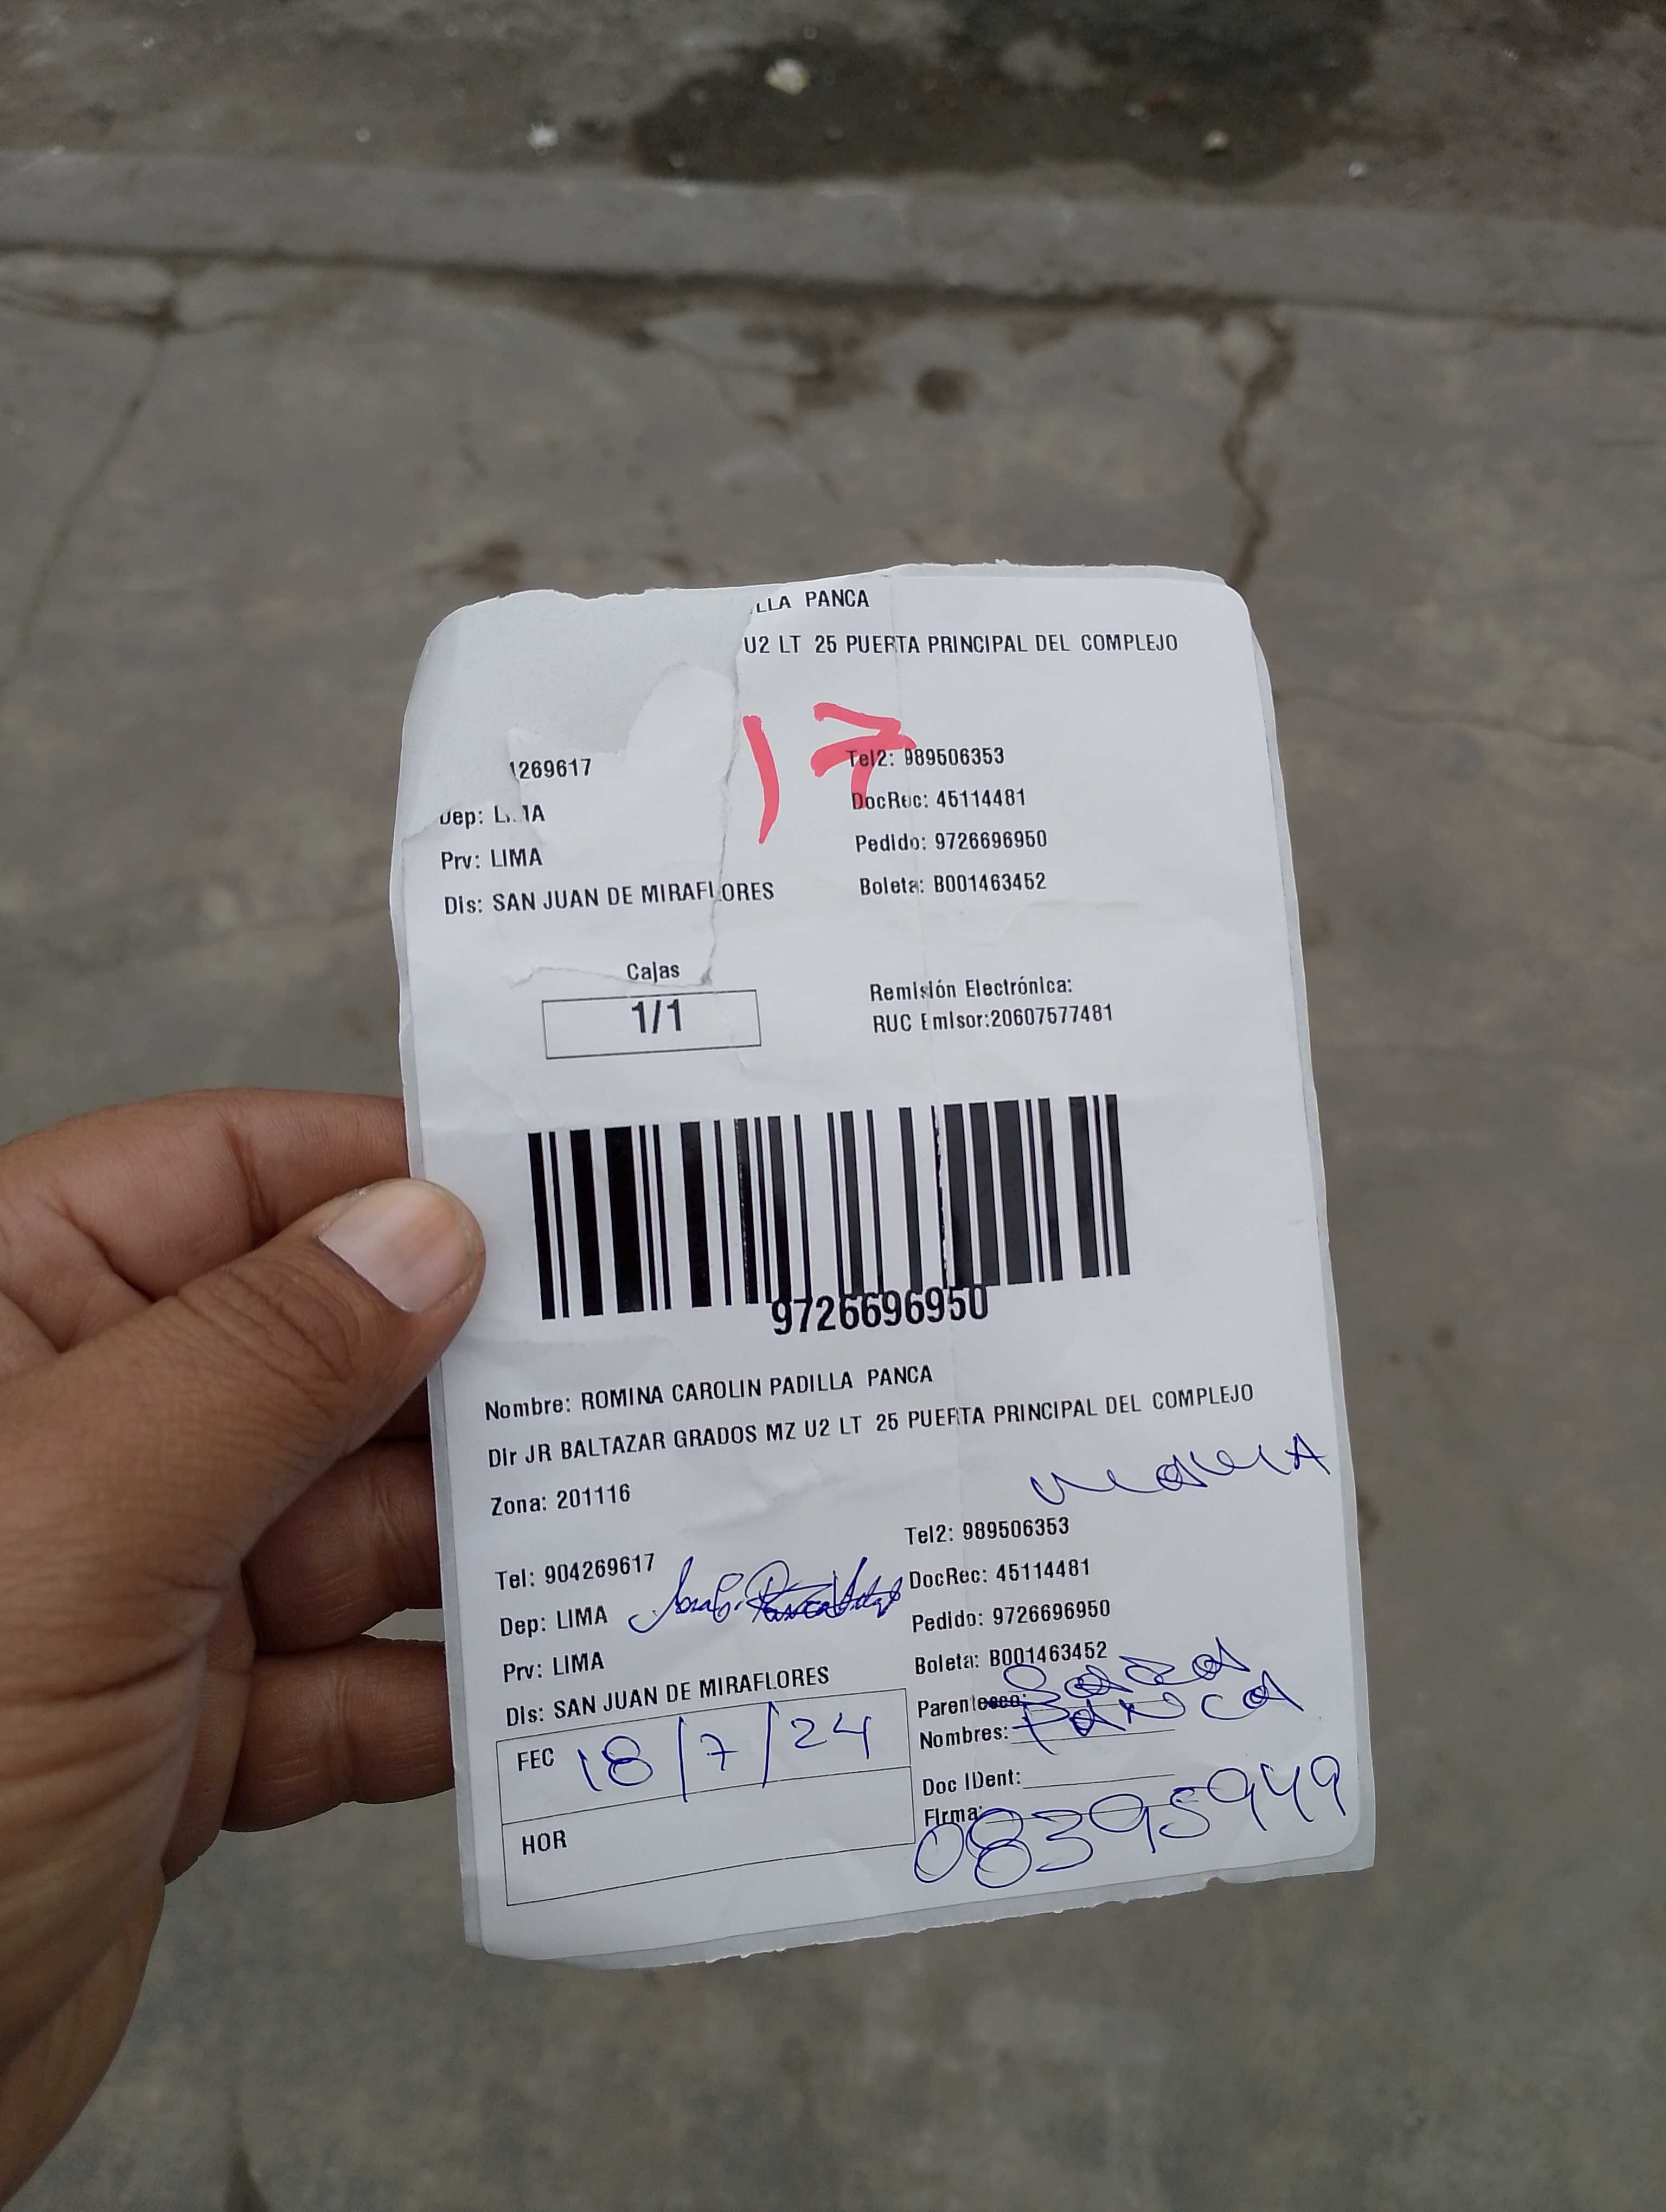 LLA PANCA
U2 LT 25 PUERTA PRINCIPAL DEL COMPLEJO
17
1269617
Tel2: 989506353
Dep: LIMA
DocRec: 45114481
Prv: LIMA
Pedido: 9726696950
Dis: SAN JUAN DE MIRAFLORES
Boleta: B001463452
Cajas
1/1
Remisión Electrónica:
RUC Emisor:20607577481
9726696950
Nombre: ROMINA CAROLIN PADILLA PANCA
Dir JR BALTAZAR GRADOS MZ U2 LT 25 PUERTA PRINCIPAL DEL COMPLEJO
Zona: 201116
Tel2: 989506353
Tel: 904269617
DocRec: 45114481
Dep: LIMA
Pedido: 9726696950
Prv: LIMA
Boleta: B001463452
Dis: SAN JUAN DE MIRAFLORES
Parentesco:
Nombres: PANCA
FEC 18/7/24
Doc IDent:
Firma:
08395949
HOR